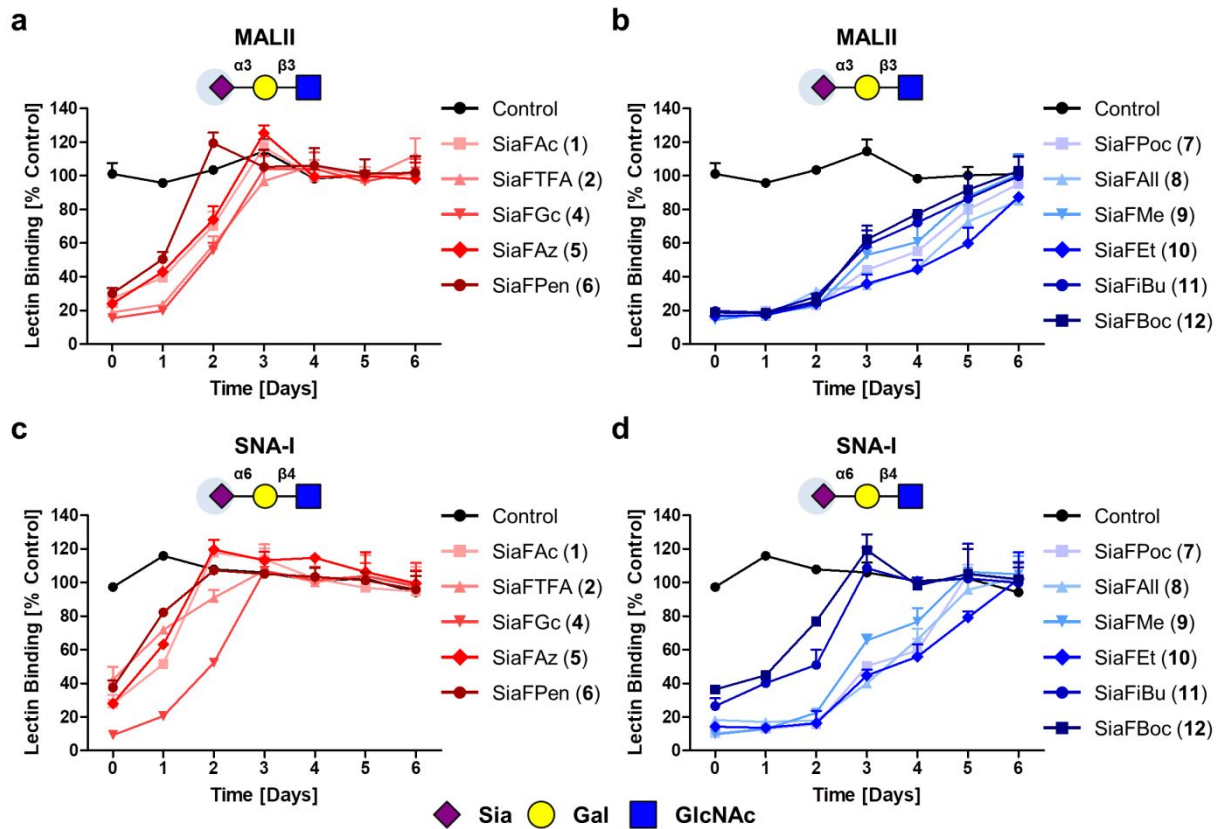 a
MALII
α3 β3
Lectin Binding [% Control]
140
120
100
80
60
40
20
0
0 1 2 3 4 5 6
Time [Days]
Control
SiaFAc (1)
SiaFTFA (2)
SiaFGc (4)
SiaFAz (5)
SiaFPen (6)
b
MALII
α3 β3
Lectin Binding [% Control]
140
120
100
80
60
40
20
0
0 1 2 3 4 5 6
Time [Days]
Control
SiaFPoc (7)
SiaFAll (8)
SiaFMe (9)
SiaFEt (10)
SiaFiBu (11)
SiaFBoc (12)
c
SNA-I
α6 β4
Lectin Binding [% Control]
140
120
100
80
60
40
20
0
0 1 2 3 4 5 6
Time [Days]
Control
SiaFAc (1)
SiaFTFA (2)
SiaFGc (4)
SiaFAz (5)
SiaFPen (6)
d
SNA-I
α6 β4
Lectin Binding [% Control]
140
120
100
80
60
40
20
0
0 1 2 3 4 5 6
Time [Days]
Control
SiaFPoc (7)
SiaFAll (8)
SiaFMe (9)
SiaFEt (10)
SiaFiBu (11)
SiaFBoc (12)
Sia Gal GlcNAc